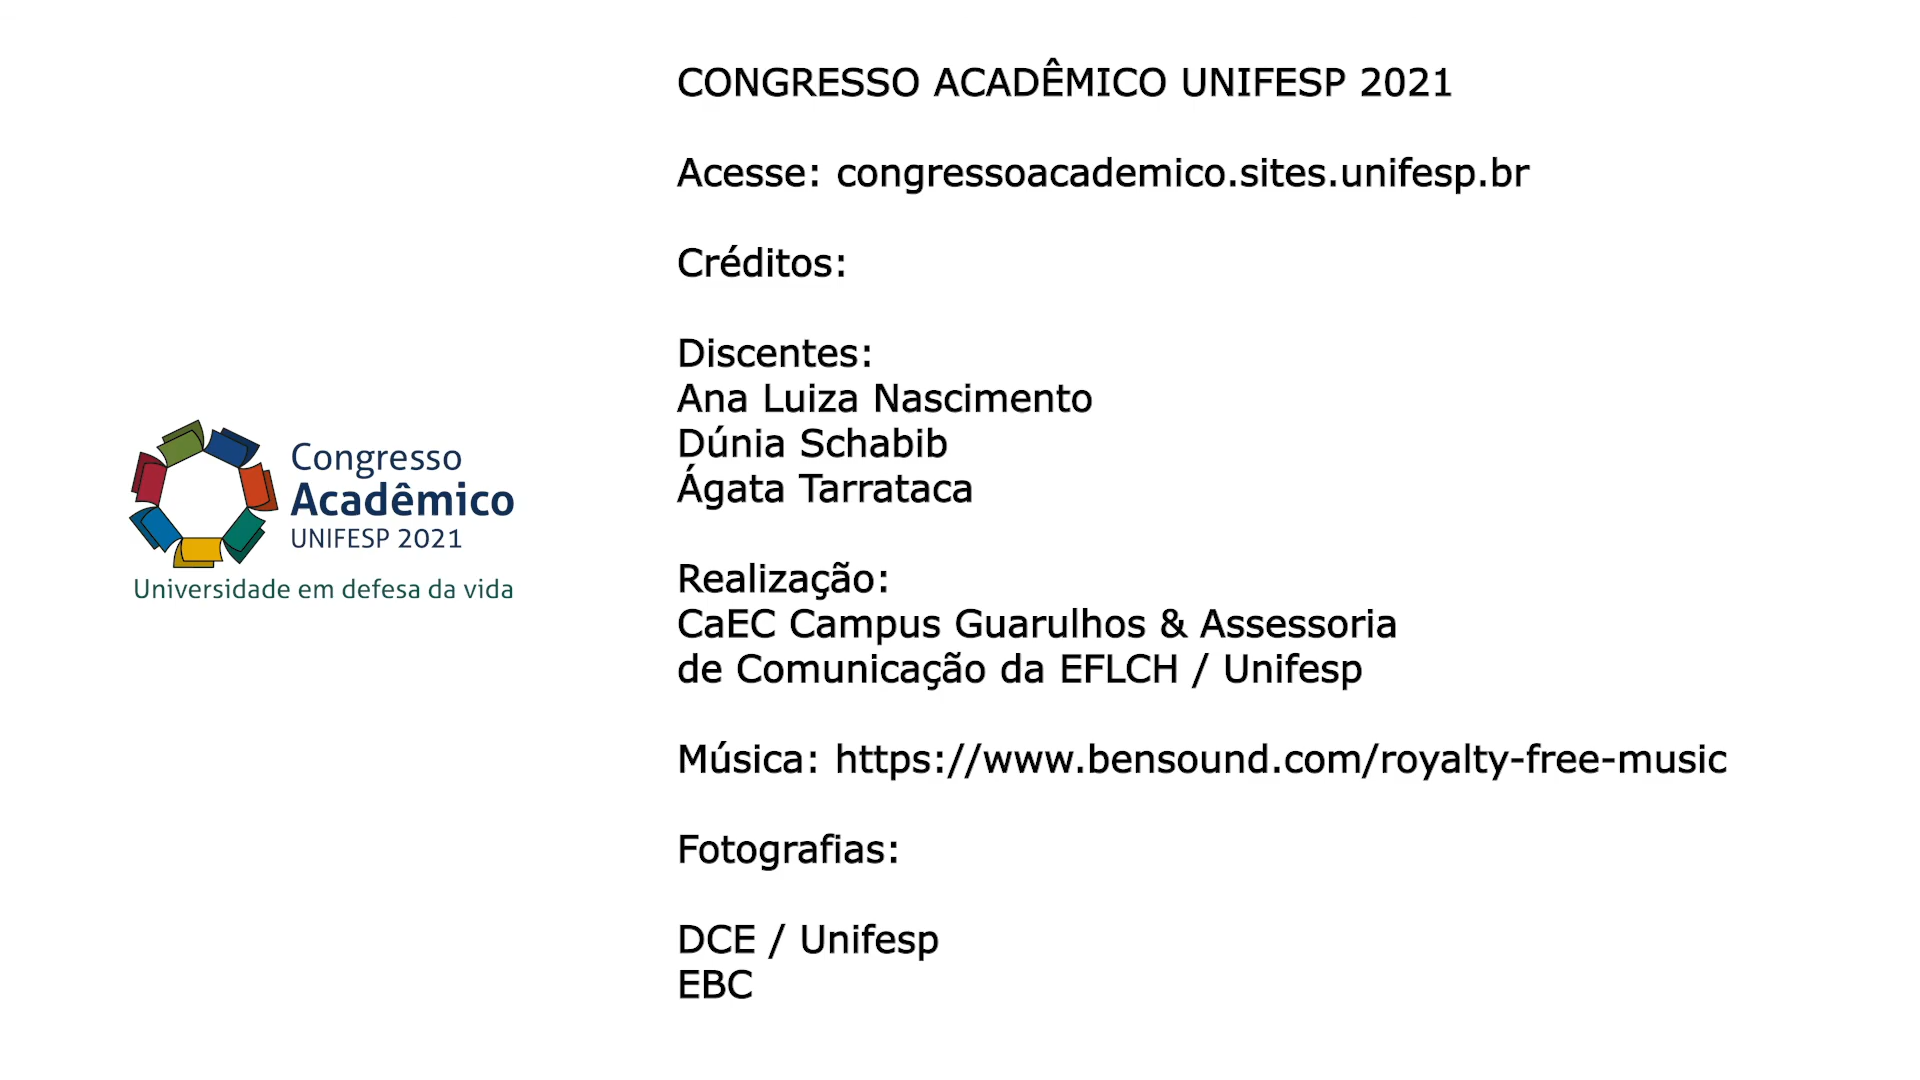 CONGRESSO ACADÊMICO UNIFESP 2021
Acesse: congressoacademico.sites.unifesp.br
Créditos:
Discentes:
Ana Luiza Nascimento
Dúnia Schabib
Ágata Tarrataca
Realização:
CaEC Campus Guarulhos & Assessoria
de Comunicação da EFLCH / Unifesp
Música: https://www.bensound.com/royalty-free-music
Fotografias:
DCE / Unifesp
EBC
Congresso
Acadêmico
UNIFESP 2021
Universidade em defesa da vida